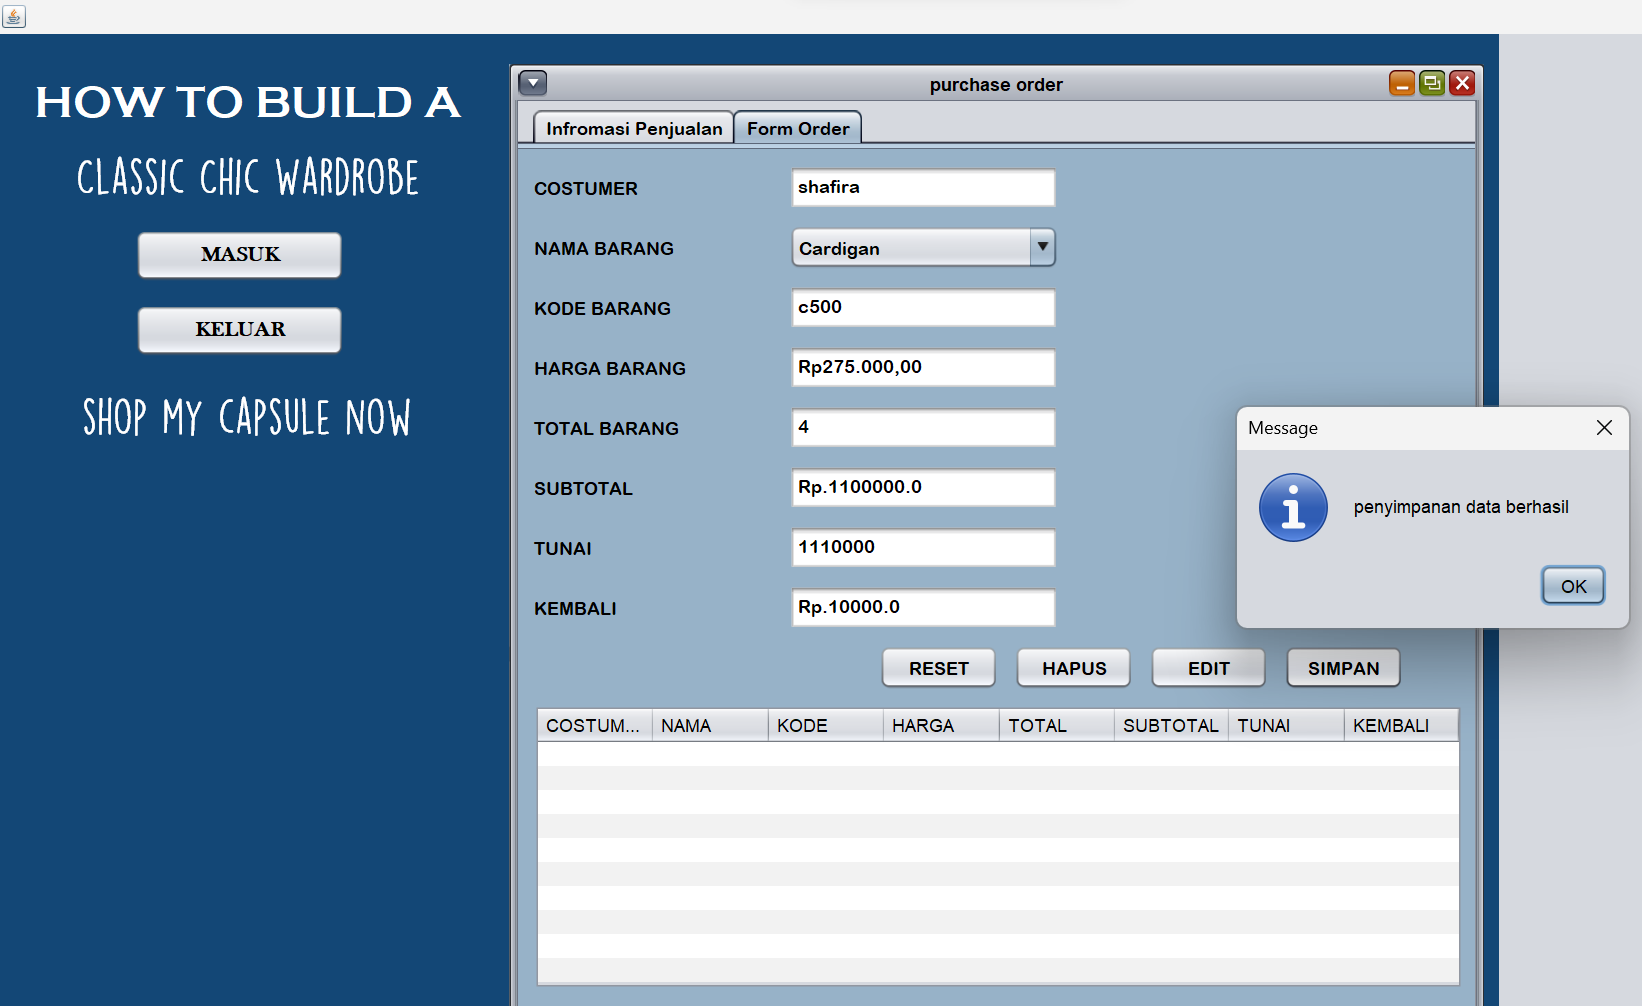 HOW TO BUILD A
CLASSIC CHIC WARDROBE
MASUK
KELUAR
SHOP MY CAPSULE NOW
purchase order
Infromasi Penjualan
Form Order
COSTUMER
shafira
NAMA BARANG
Cardigan
KODE BARANG
c500
HARGA BARANG
Rp275.000,00
TOTAL BARANG
4
SUBTOTAL
Rp.1100000.0
TUNAI
1110000
KEMBALI
Rp.10000.0
RESET
HAPUS
EDIT
SIMPAN
COSTUM... NAMA KODE HARGA TOTAL SUBTOTAL TUNAI KEMBALI
Message
penyimpanan data berhasil
OK